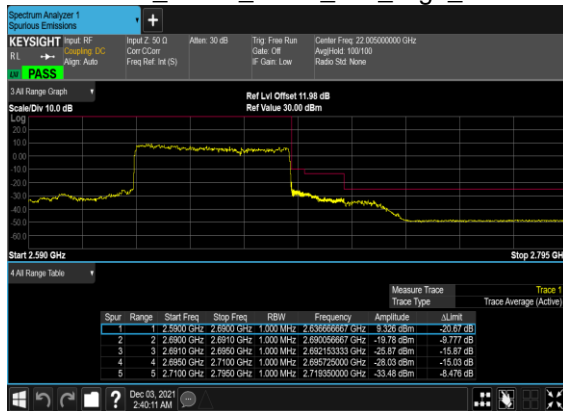 Spectrum Analyzer 1
Spurious Emissions
KEYSIGHT Input: RF Input Z: 50 Ω Atten: 30 dB Trig: Free Run Center Freq: 22.005000000 GHz
RL Coupling: DC Corr CCorr Gate: Off Avg|Hold: 100/100
Align: Auto Freq Ref: Int (S) IF Gain: Low Radio Std: None
PASS
3 All Range Graph
Ref Lvl Offset 11.98 dB
Scale/Div 10.0 dB Ref Value 30.00 dBm
Log
20.0
10.0
0.00
-10.0
-20.0
-30.0
-40.0
-50.0
-60.0
Start 2.590 GHz Stop 2.795 GH
4 All Range Table
Measure Trace Trace 1
Trace Type Trace Average (Active)
Spur Range Start Freq Stop Freq RBW Frequency Amplitude ΔLimit
1 1 2.5900 GHz 2.6900 GHz 1.000 MHz 2.636666667 GHz 9.326 dBm -20.67 dB
2 2 2.6900 GHz 2.6910 GHz 1.000 MHz 2.690056667 GHz -19.78 dBm -9.777 dB
3 3 2.6910 GHz 2.6950 GHz 1.000 MHz 2.692153333 GHz -25.87 dBm -15.87 dB
4 4 2.6950 GHz 2.7100 GHz 1.000 MHz 2.695725000 GHz -28.03 dBm -15.03 dB
5 5 2.7100 GHz 2.7950 GHz 1.000 MHz 2.719350000 GHz -33.48 dBm -8.476 dB
? Dec 03, 2021
2:40:11 AM